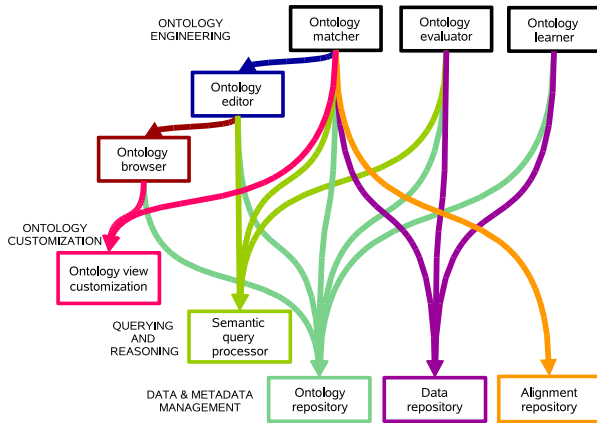 ONTOLOGY
ENGINEERING
Ontology
matcher
Ontology
evaluator
Ontology
learner
Ontology
editor
Ontology
browser
ONTOLOGY
CUSTOMIZATION
Ontology view
customization
QUERYING
AND
REASONING
Semantic
query
processor
DATA & METADATA
MANAGEMENT
Ontology
repository
Data
repository
Alignment
repository